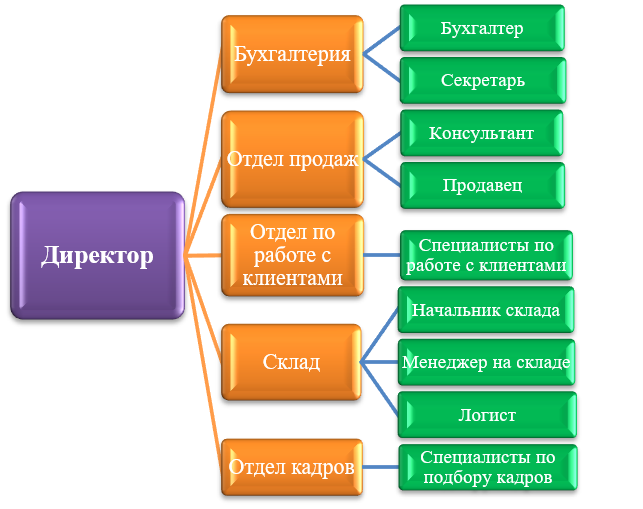 Директор
Бухгалтерия
Бухгалтер
Секретарь
Отдел продаж
Консультант
Продавец
Отдел по
работе с
клиентами
Специалисты по
работе с клиентами
Склад
Начальник склада
Менеджер на складе
Логист
Отдел кадров
Специалисты по
подбору кадров